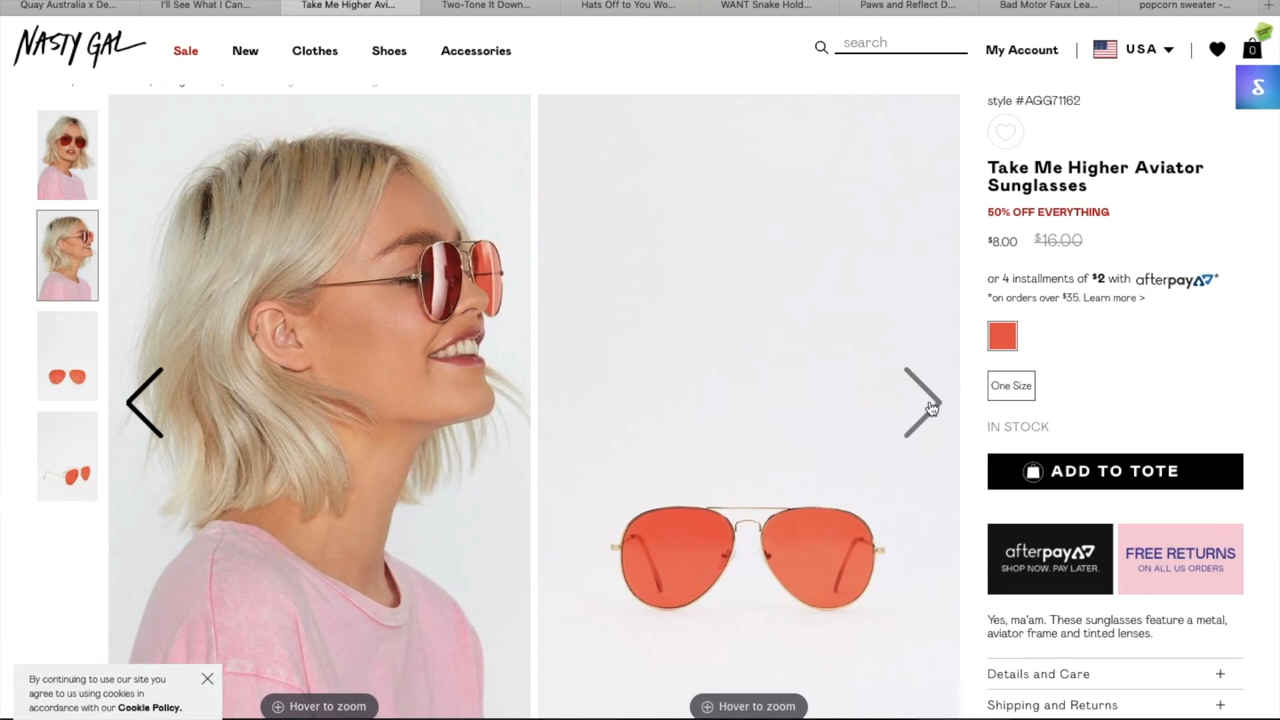 Quay Australia x De...
I'll See What I Can...
Take Me Higher Avi...
Two-Tone It Down...
Hats Off to You Wo...
WANT Snake Hold...
Paws and Reflect D...
Bad Motor Faux Lea...
popcorn sweater -...
NASTY GAL
Sale
New
Clothes
Shoes
Accessories
search
My Account
USA
0
style #AGG71162
Take Me Higher Aviator
Sunglasses
50% OFF EVERYTHING
$8.00 $16.00
or 4 installments of $2 with afterpay*
*on orders over $35. Learn more >
One Size
IN STOCK
ADD TO TOTE
afterpay
SHOP NOW. PAY LATER.
FREE RETURNS
ON ALL US ORDERS
Yes, ma'am. These sunglasses feature a metal,
aviator frame and tinted lenses.
Details and Care +
Shipping and Returns +
By continuing to use our site you
agree to us using cookies in
accordance with our Cookie Policy.
Hover to zoom
Hover to zoom